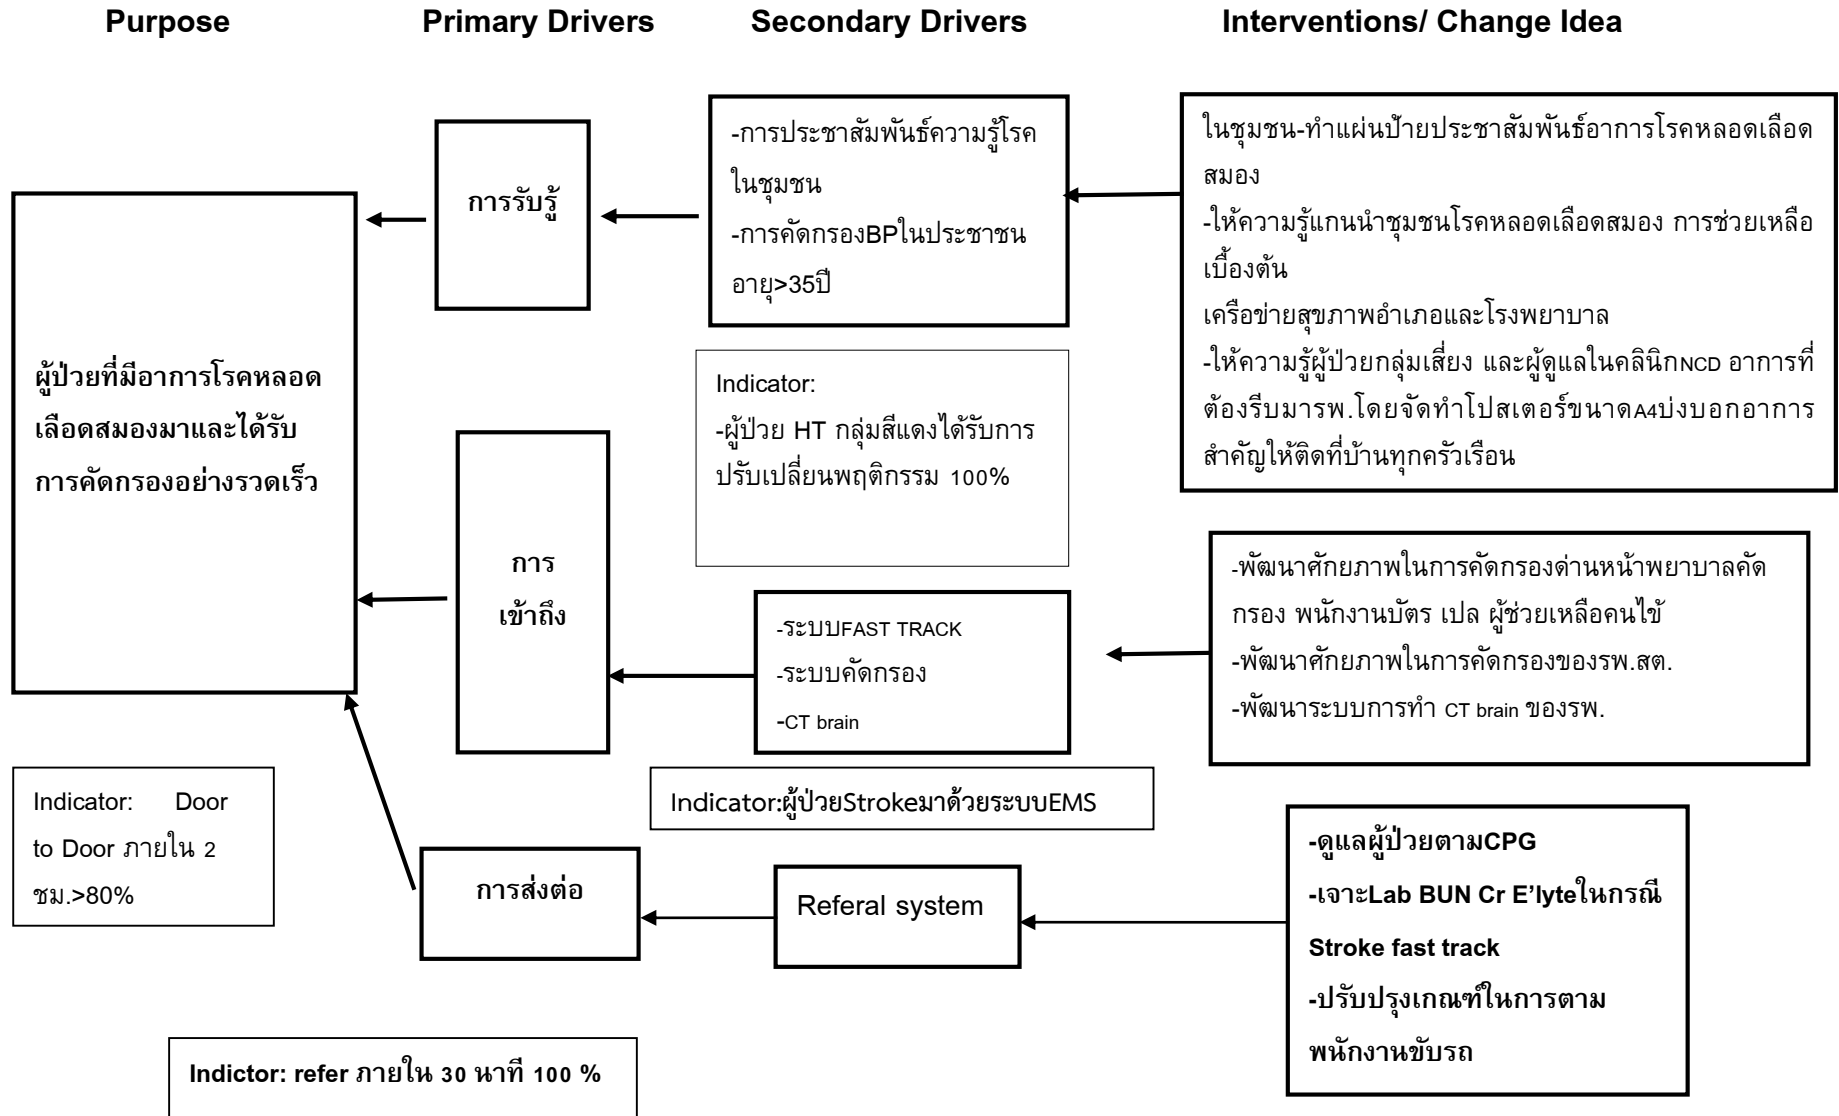 Purpose
Primary Drivers
Secondary Drivers
Interventions/ Change Idea
ผู้ป่วยที่มีอาการโรคหลอด
เลือดสมองมาและได้รับ
การคัดกรองอย่างรวดเร็ว
Indicator: Door
to Door ภายใน 2
ชม.>80%
การรับรู้
-การประชาสัมพันธ์ความรู้โรค
ในชุมชน
-การคัดกรองBPในประชาชน
อายุ>35ปี
ในชุมชน-ทำแผ่นป้ายประชาสัมพันธ์อาการโรคหลอดเลือด
สมอง
-ให้ความรู้แกนนำชุมชนโรคหลอดเลือดสมอง การช่วยเหลือ
เบื้องต้น
เครือข่ายสุขภาพอำเภอและโรงพยาบาล
-ให้ความรู้ผู้ป่วยกลุ่มเสี่ยง และผู้ดูแลในคลินิกNCD อาการที่
ต้องรีบมารพ.โดยจัดทำโปสเตอร์ขนาดA4บ่งบอกอาการ
สำคัญให้ติดที่บ้านทุกครัวเรือน
Indicator:
-ผู้ป่วย HT กลุ่มสีแดงได้รับการ
ปรับเปลี่ยนพฤติกรรม 100%
การ
เข้าถึง
-ระบบFAST TRACK
-ระบบคัดกรอง
-CT brain
-พัฒนาศักยภาพในการคัดกรองด่านหน้าพยาบาลคัด
กรอง พนักงานบัตร เปล ผู้ช่วยเหลือคนไข้
-พัฒนาศักยภาพในการคัดกรองของรพ.สต.
-พัฒนาระบบการทำ CT brain ของรพ.
Indicator:ผู้ป่วยStrokeมาด้วยระบบEMS
การส่งต่อ
Referal system
-ดูแลผู้ป่วยตามCPG
-เจาะLab BUN Cr E’lyteในกรณี
Stroke fast track
-ปรับปรุงเกณฑ์ในการตาม
พนักงานขับรถ
Indictor: refer ภายใน 30 นาที 100 %